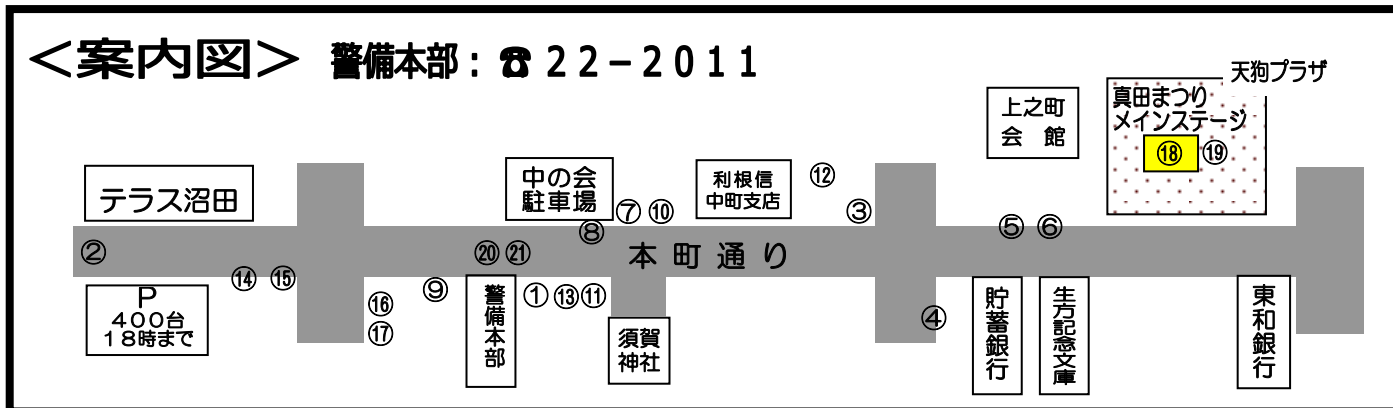 ＜案内図＞ 警備本部：☎２２－２０１１
天狗プラザ
真田まつり
メインステージ
⑱ ⑲
上之町
会館
テラス沼田
中の会
駐車場
利根信
中町支店
⑫
⑦ ⑩
③
⑧
⑤ ⑥
②
⑳ ㉑
本町通り
⑭ ⑮
⑨
① ⑬ ⑪
⑯
⑰
④
P
４００台
１８時まで
警備本部
須賀
神社
貯蓄銀行
生方記念文庫
東和銀行